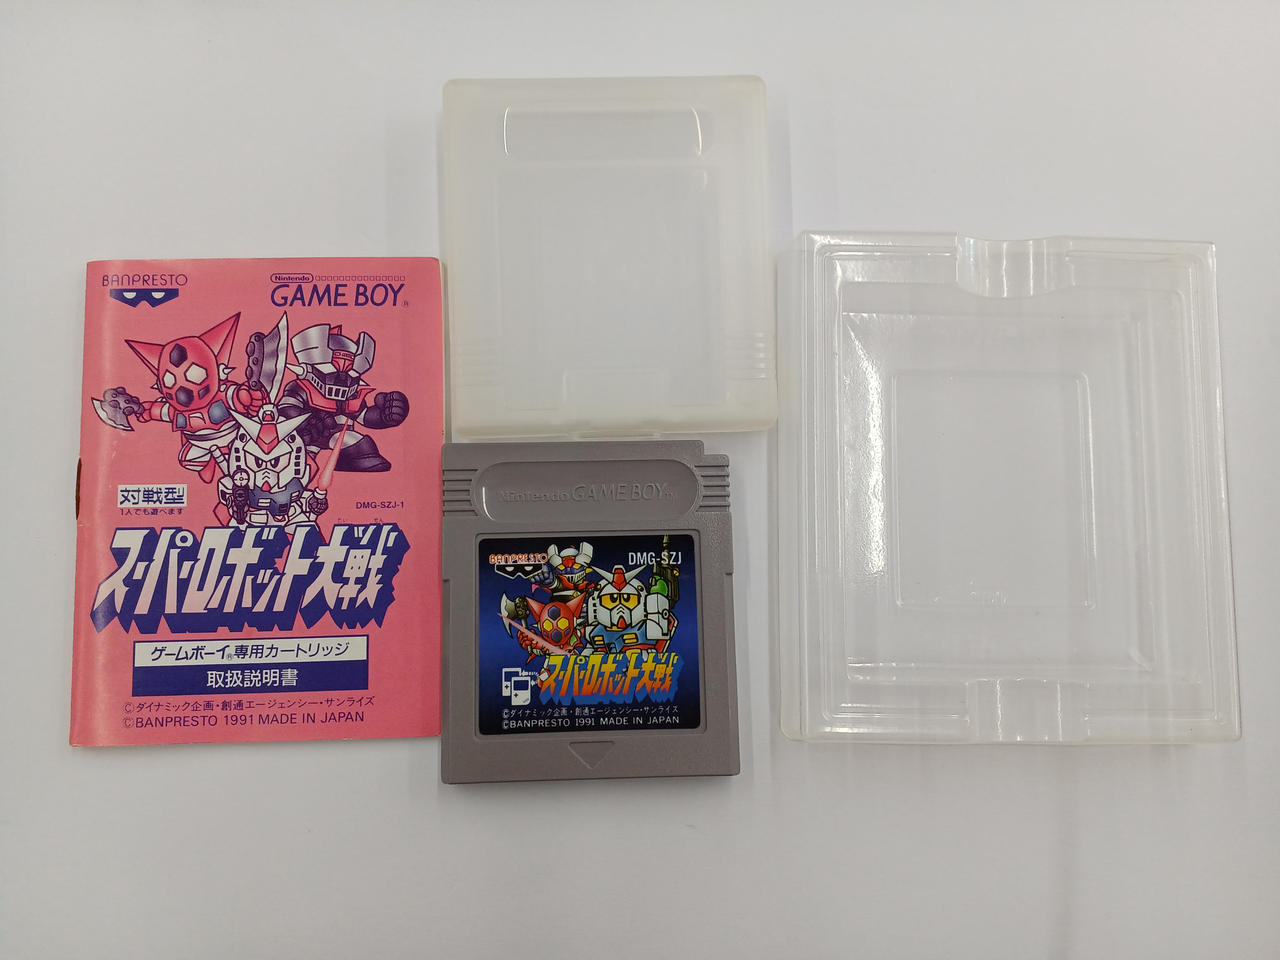 BANPRESTO
Nintendo
GAME BOY
対戦型
1人でも遊べます
DMG-SZJ-1
たいせん
スーパーロボット大戦
ゲームボーイ®専用カートリッジ
取扱説明書
©ダイナミック企画・創通エージェンシー・サンライズ
©BANPRESTO 1991 MADE IN JAPAN
Nintendo GAME BOY TM
BANPRESTO
DMG-SZJ
スーパーロボット大戦
©ダイナミック企画・創通エージェンシー・サンライズ
©BANPRESTO 1991 MADE IN JAPAN